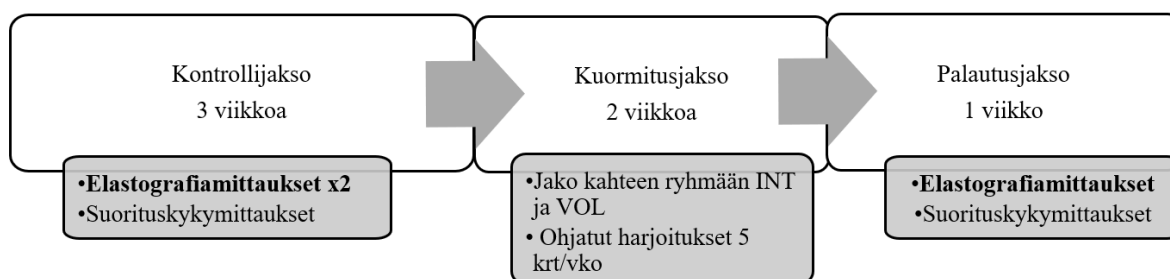 Kontrollijakso
3 viikkoa
•Elastografiamittaukset x2
•Suorituskykymittaukset
Kuormitusjakso
2 viikkoa
•Jako kahteen ryhmään INT
ja VOL
• Ohjatut harjoitukset 5
krt/vko
Palautusjakso
1 viikko
•Elastografiamittaukset
•Suorituskykymittaukset